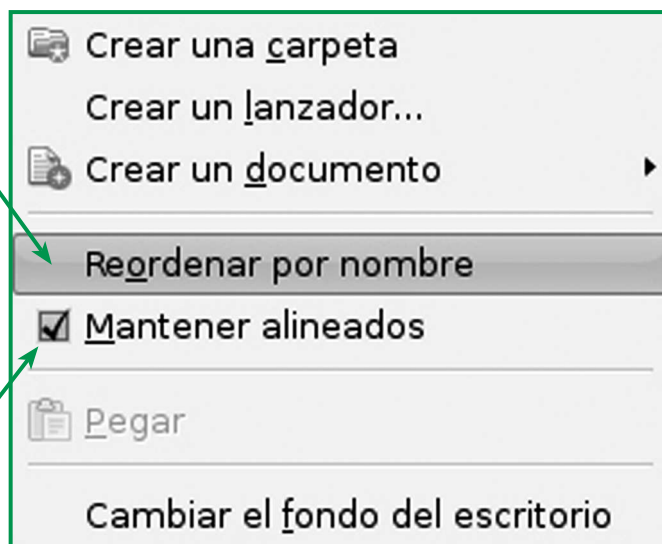 Crear una carpeta
Crear un lanzador...
Crear un documento
Reordenar por nombre
Mantener alineados
Pegar
Cambiar el fondo del escritorio